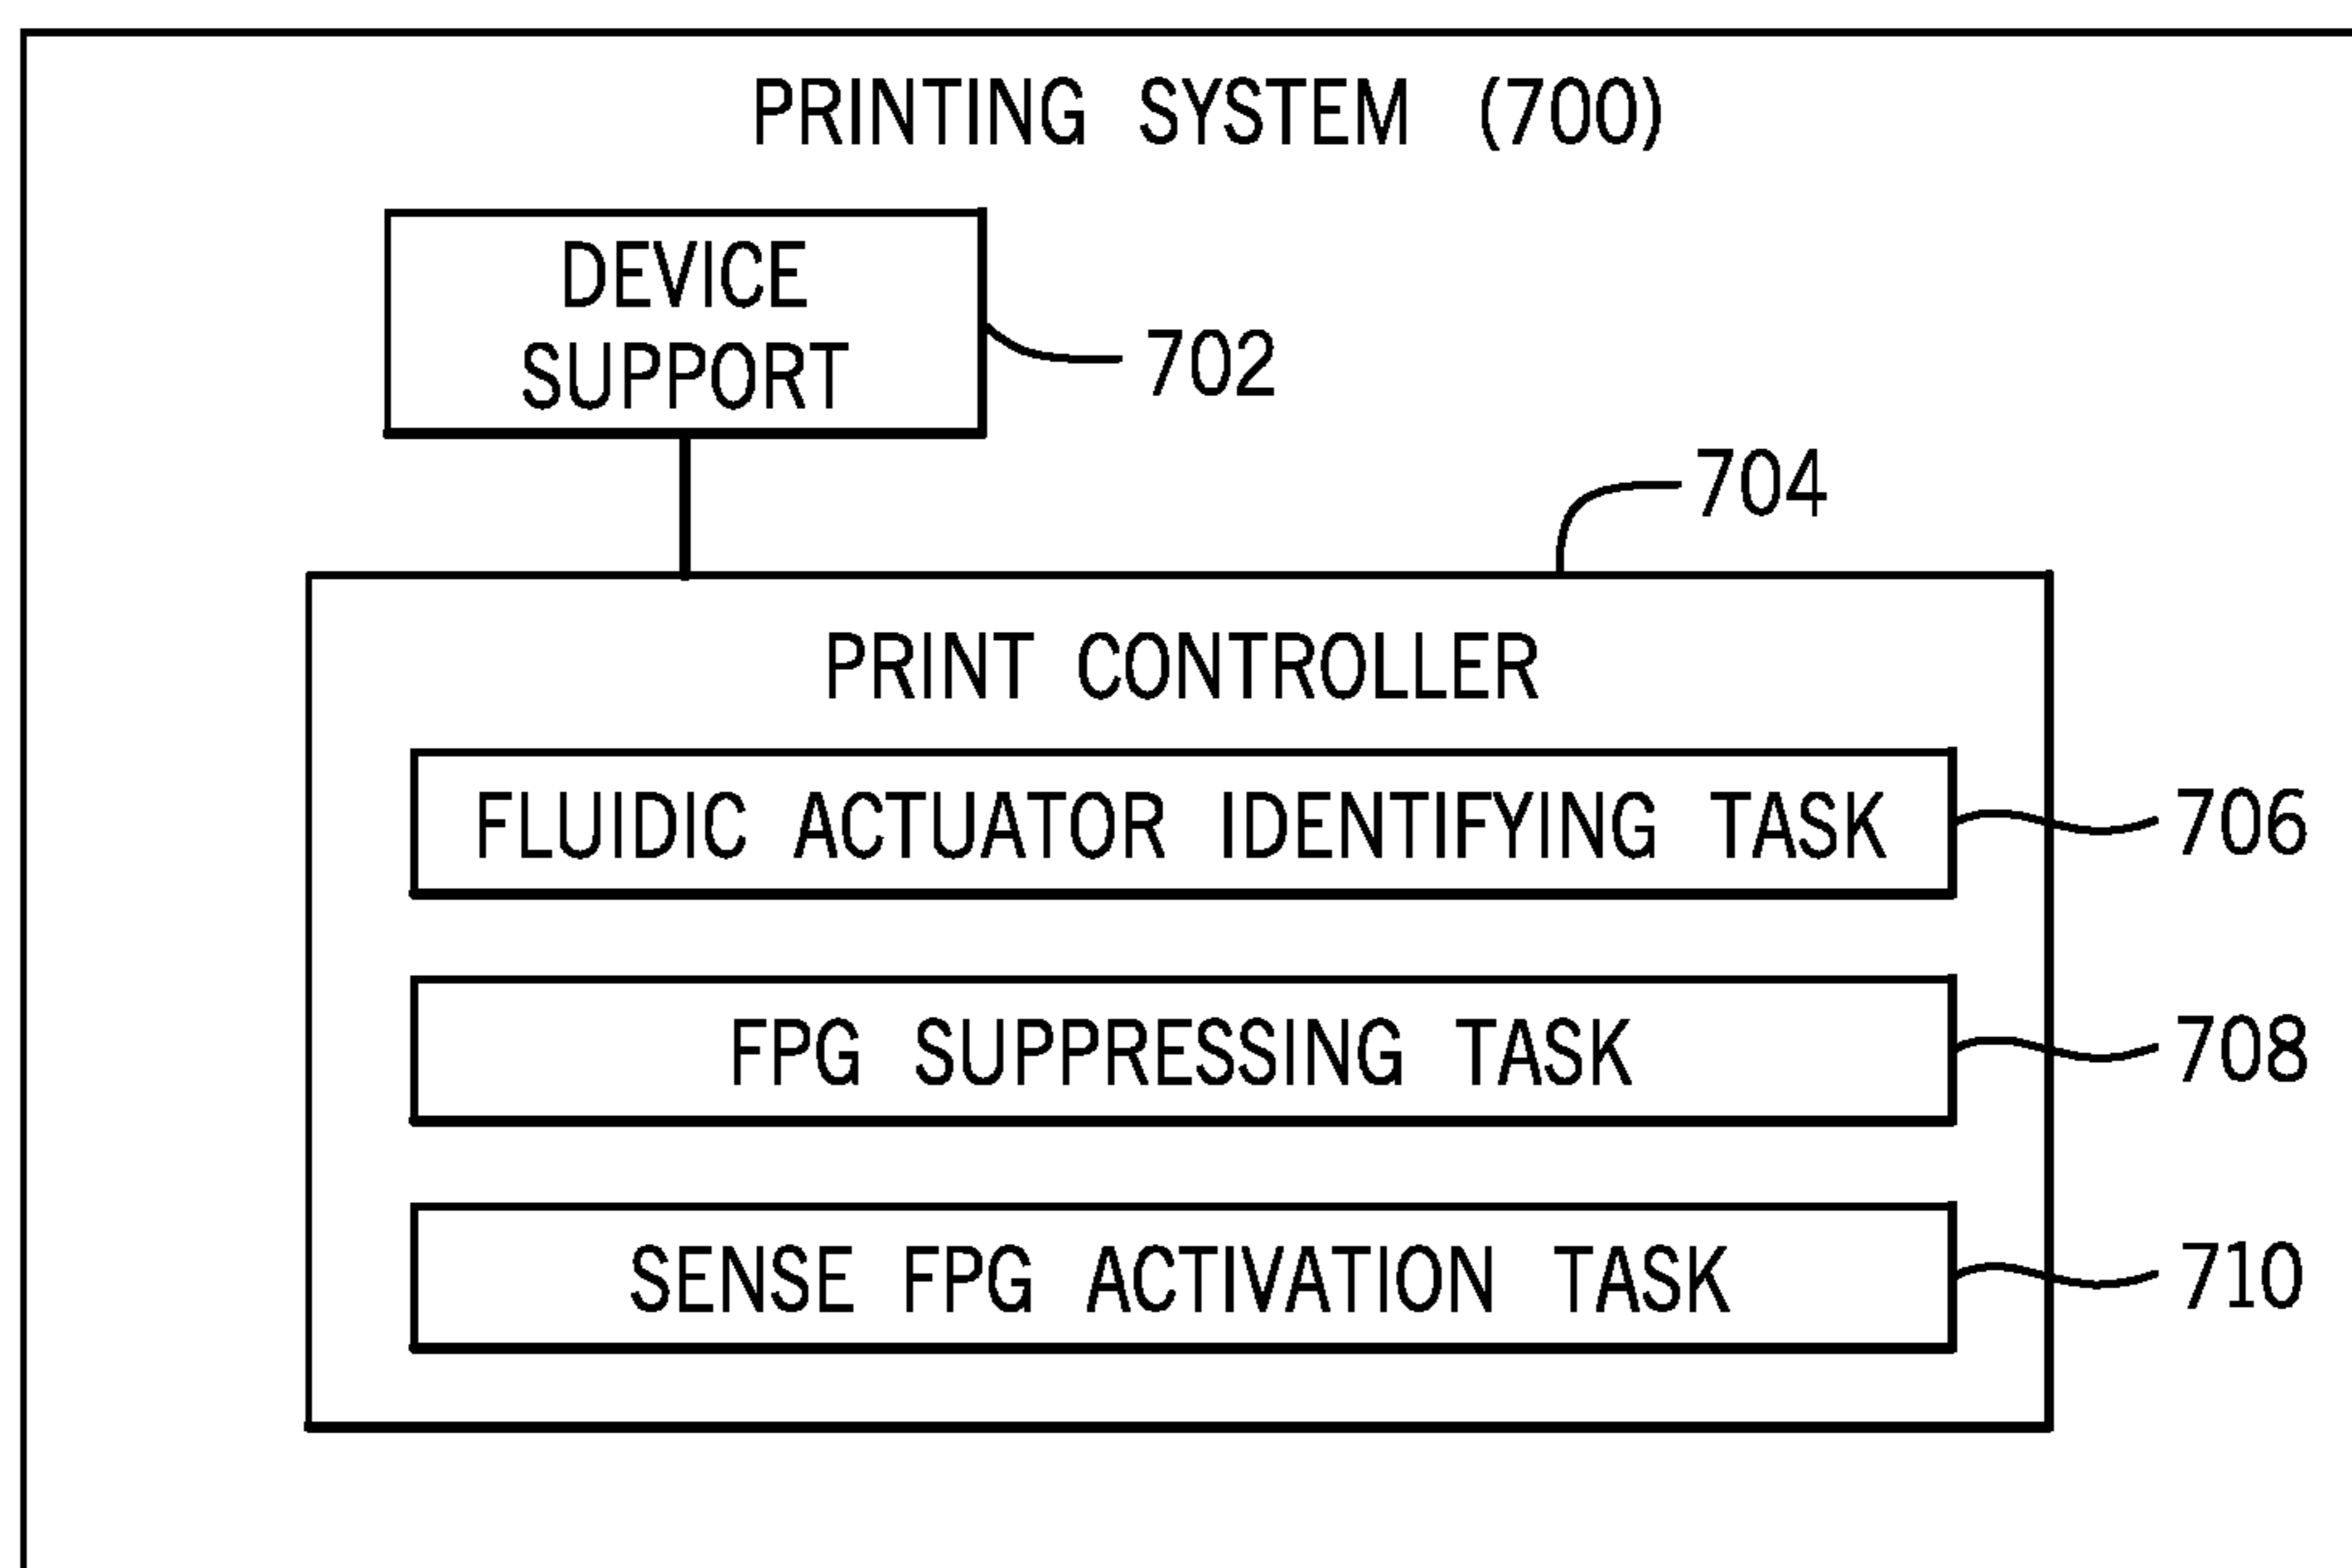 PRINTING SYSTEM (700)
DEVICE
SUPPORT
702
704
PRINT CONTROLLER
FLUIDIC ACTUATOR IDENTIFYING TASK
706
FPG SUPPRESSING TASK
708
SENSE FPG ACTIVATION TASK
710